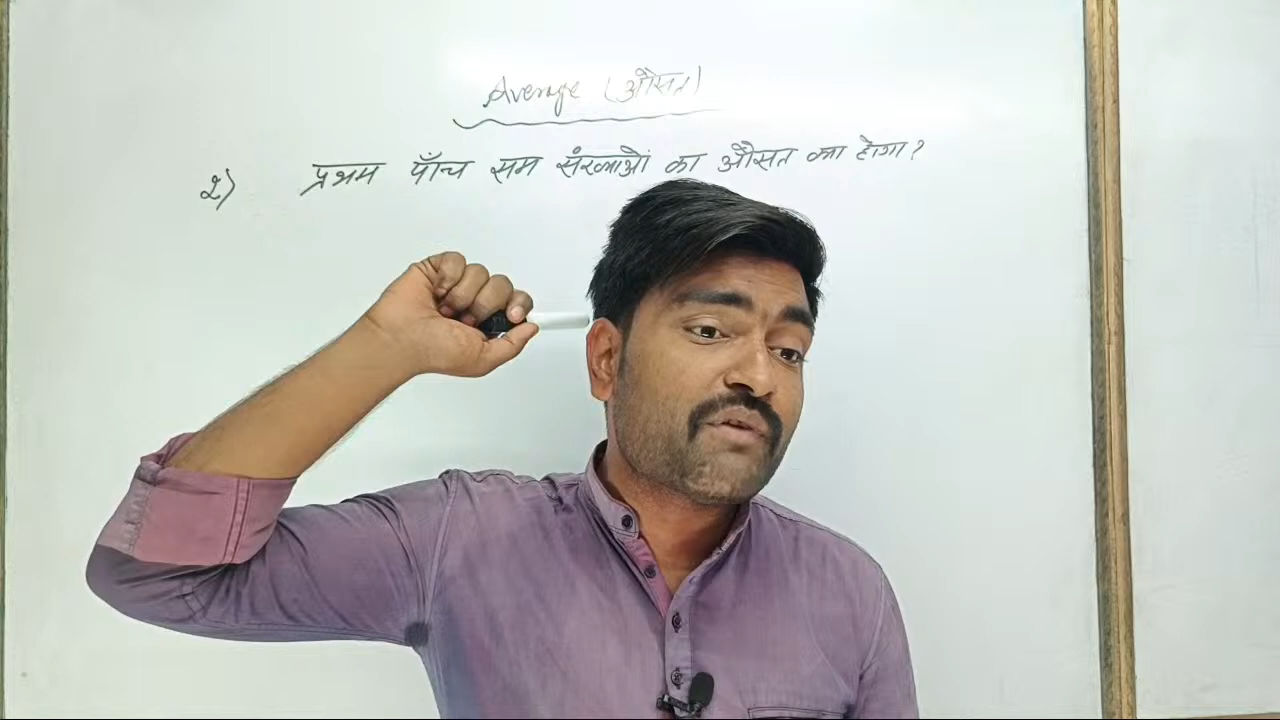 Average (औसत)
2) प्रथम पाँच सम संख्याओं का औसत क्या होगा?